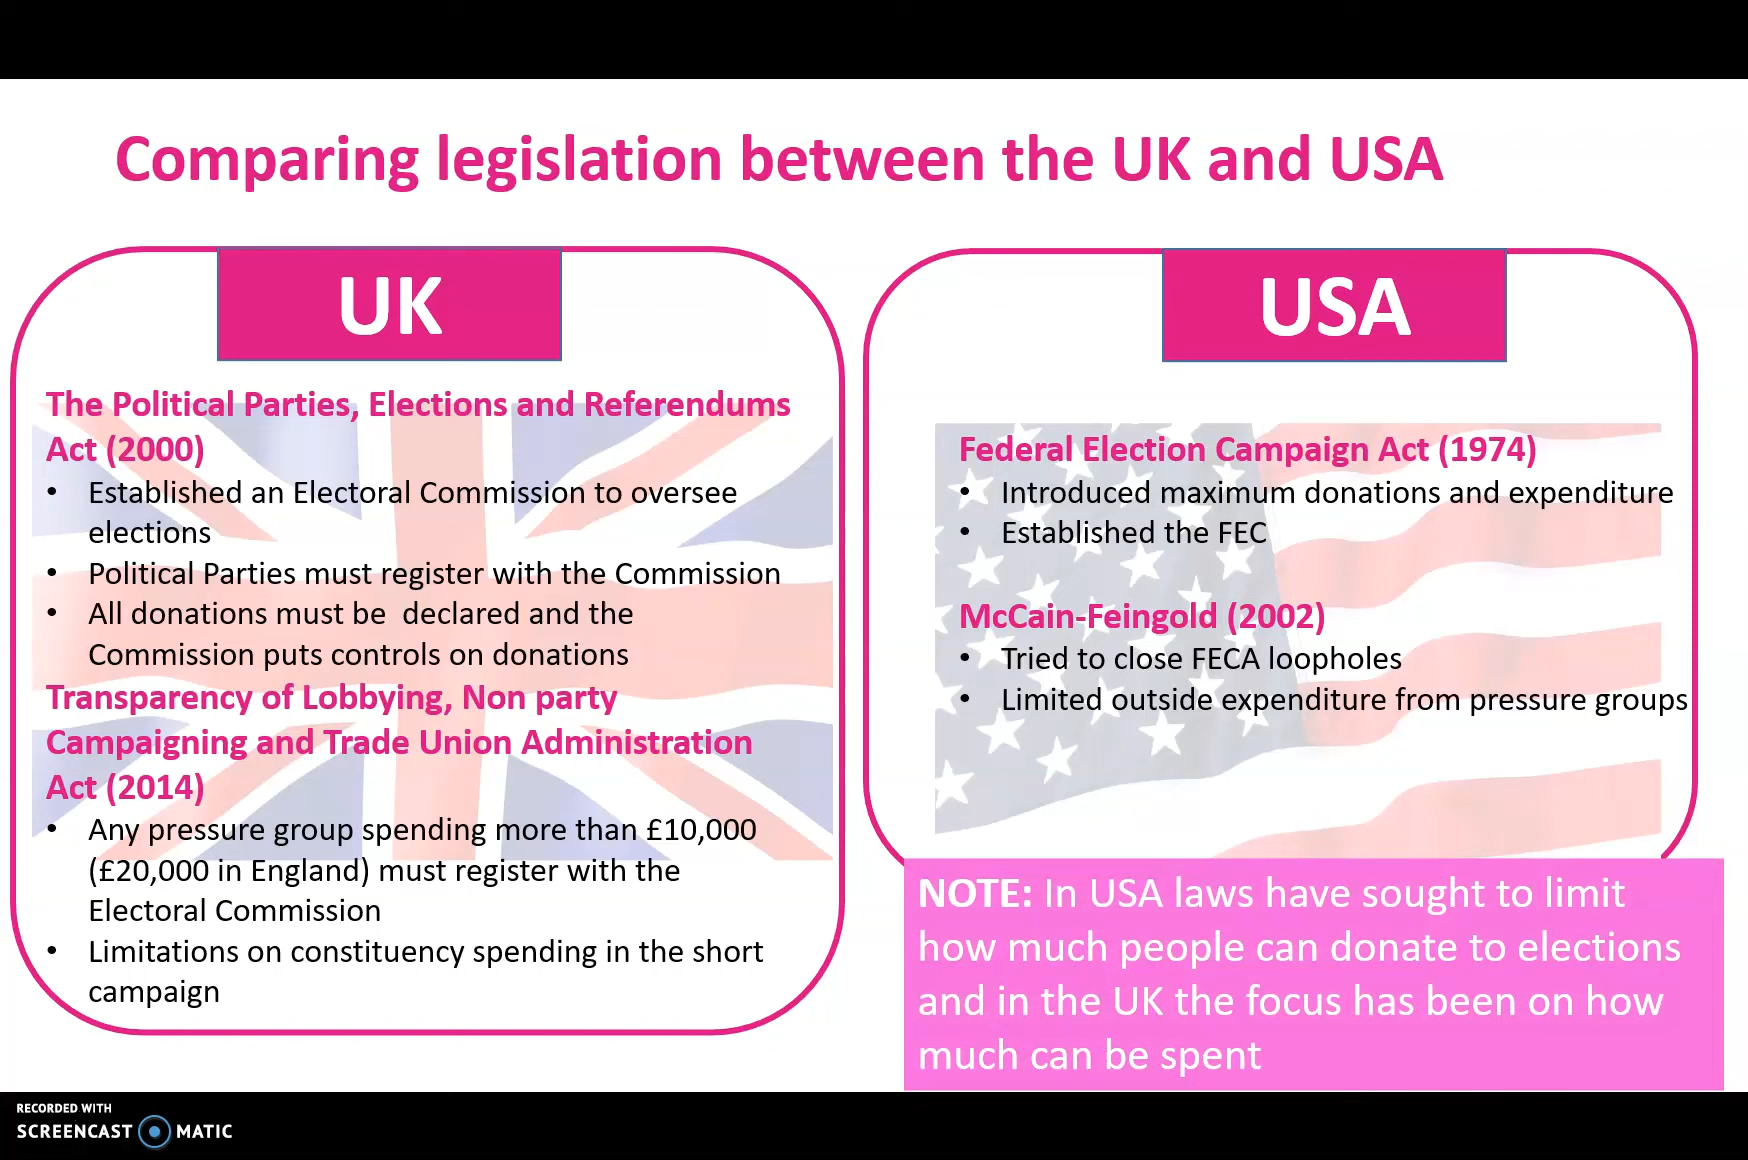 Comparing legislation between the UK and USA
UK
The Political Parties, Elections and Referendums
Act (2000)
• Established an Electoral Commission to oversee
elections
• Political Parties must register with the Commission
• All donations must be  declared and the
Commission puts controls on donations
Transparency of Lobbying, Non party
Campaigning and Trade Union Administration
Act (2014)
• Any pressure group spending more than £10,000
(£20,000 in England) must register with the
Electoral Commission
• Limitations on constituency spending in the short
campaign
USA
Federal Election Campaign Act (1974)
• Introduced maximum donations and expenditure
• Established the FEC
McCain-Feingold (2002)
• Tried to close FECA loopholes
• Limited outside expenditure from pressure groups
NOTE: In USA laws have sought to limit
how much people can donate to elections
and in the UK the focus has been on how
much can be spent
RECORDED WITH
SCREENCAST MATIC